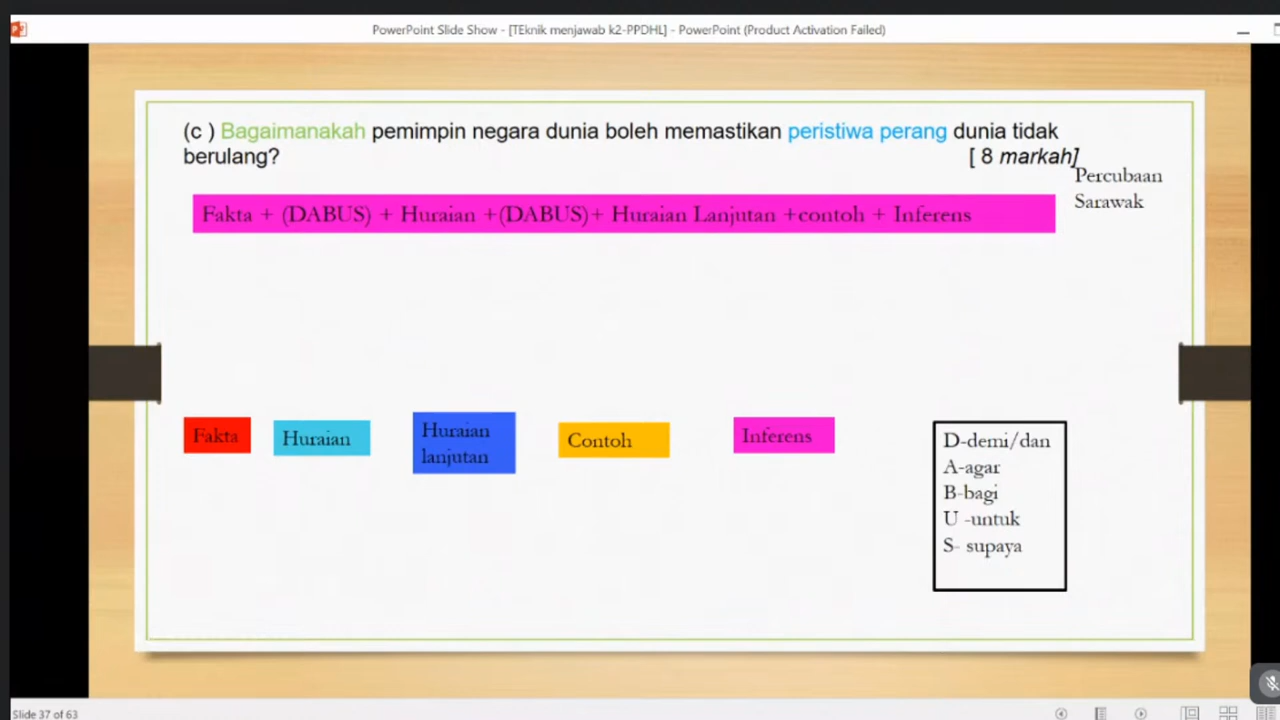 PowerPoint Slide Show - [TEknik menjawab k2-PPDHL] - PowerPoint (Product Activation Failed)
(c ) Bagaimanakah pemimpin negara dunia boleh memastikan peristiwa perang dunia tidak
berulang? [ 8 markah]
Percubaan
Sarawak
Fakta + (DABUS) + Huraian +(DABUS)+ Huraian Lanjutan +contoh + Inferens
Fakta
Huraian
Huraian
lanjutan
Contoh
Inferens
D-demi/dan
A-agar
B-bagi
U -untuk
S- supaya
Slide 37 of 63